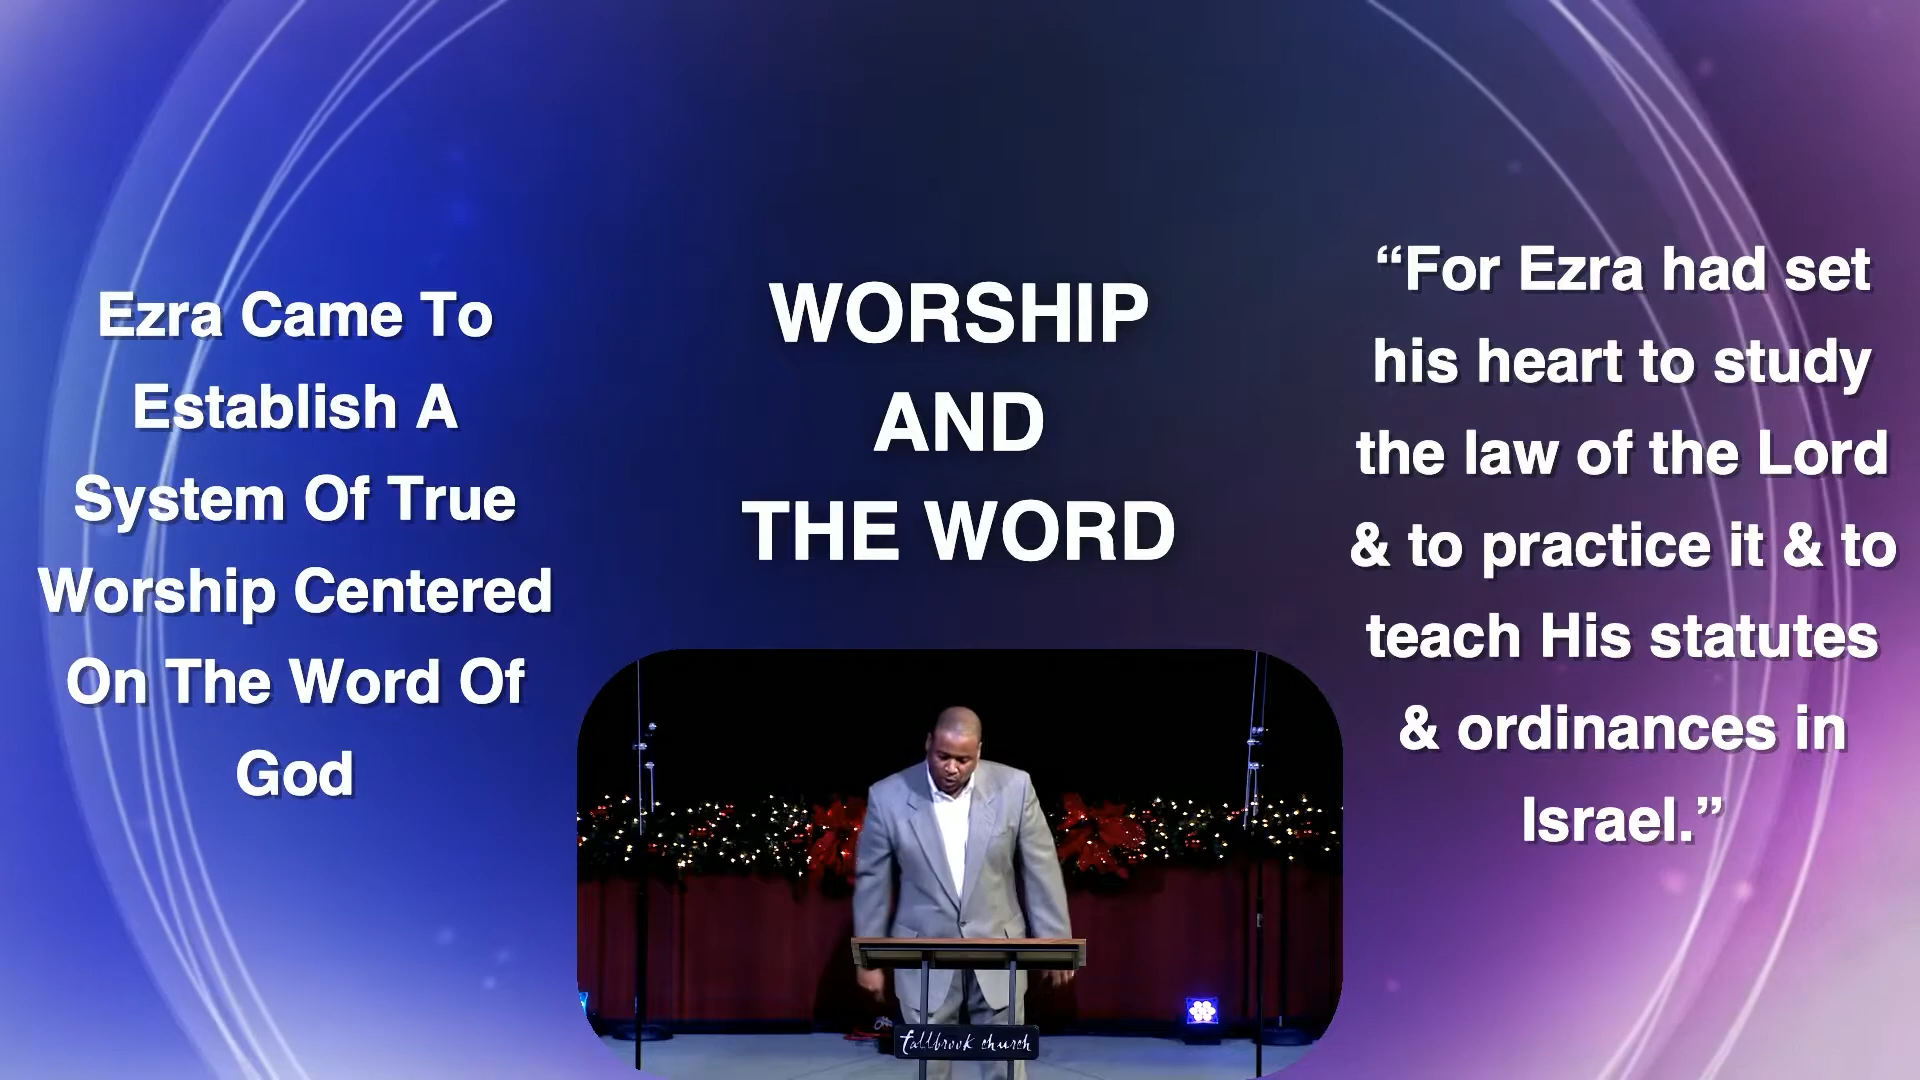 Ezra Came To
Establish A
System Of True
Worship Centered
On The Word Of
God
WORSHIP
AND
THE WORD
“For Ezra had set
his heart to study
the law of the Lord
& to practice it & to
teach His statutes
& ordinances in
Israel.”
fallbrook church